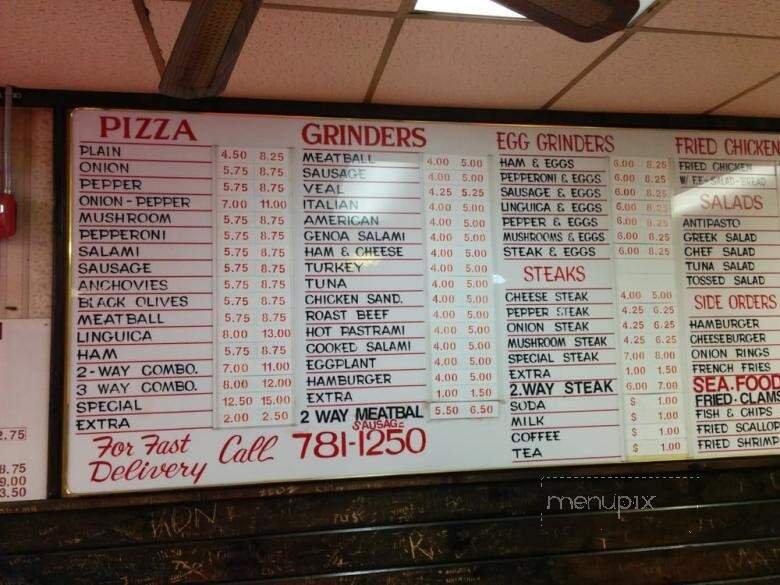 PIZZA
PLAIN 4.50 8.25
ONION 5.75 8.75
PEPPER 5.75 8.75
ONION-PEPPER 7.00 11.00
MUSHROOM 5.75 8.75
PEPPERONI 5.75 8.75
SALAMI 5.75 8.75
SAUSAGE 5.75 8.75
ANCHOVIES 5.75 8.75
BLACK OLIVES 5.75 8.75
MEATBALL 5.75 8.75
LINGUICA 8.00 13.00
HAM 5.75 8.75
2-WAY COMBO. 7.00 11.00
3 WAY COMBO. 8.00 12.00
SPECIAL 12.50 15.00
EXTRA 2.00 2.50
GRINDERS
MEATBALL 4.00 5.00
SAUSAGE 4.00 5.00
VEAL 4.25 5.25
ITALIAN 4.00 5.00
AMERICAN 4.00 5.00
GENOA SALAMI 4.00 5.00
HAM & CHEESE 4.00 5.00
TURKEY 4.00 5.00
TUNA 4.00 5.00
CHICKEN SAND. 4.00 5.00
ROAST BEEF 4.00 5.00
HOT PASTRAMI 4.00 5.00
COOKED SALAMI 4.00 5.00
EGGPLANT 4.00 5.00
HAMBURGER 4.00 5.00
EXTRA 1.00 1.50
2 WAY MEATBAL 5.50 6.50
SAUSAGE
For Fast Delivery Call 781-1250
EGG GRINDERS
HAM & EGGS 6.00 8.25
PEPPERONI & EGGS 6.00 8.25
SAUSAGE & EGGS 6.00 8.25
LINGUICA & EGGS 6.00 8.25
PEPPER & EGGS 6.00 8.25
MUSHROOMS & EGGS 6.00 8.25
STEAK & EGGS 6.00 8.25
STEAKS
CHEESE STEAK 4.00 5.00
PEPPER STEAK 4.25 6.25
ONION STEAK 4.25 6.25
MUSHROOM STEAK 4.25 6.25
SPECIAL STEAK 7.00 8.00
EXTRA 1.00 1.50
2.WAY STEAK 6.00 7.00
SODA $ 1.00
MILK $ 1.00
COFFEE $ 1.00
TEA $ 1.00
FRIED CHICKEN
FRIED CHICKEN
W/FF-SALAD-BREAD
SALADS
ANTIPASTO
GREEK SALAD
CHEF SALAD
TUNA SALAD
TOSSED SALAD
SIDE ORDERS
HAMBURGER
CHEESEBURGER
ONION RINGS
FRENCH FRIES
SEA.FOOD
FRIED.CLAMS
FISH & CHIPS
FRIED SCALLOP
FRIED SHRIMP
2.75
8.75
9.00
3.50
menupix